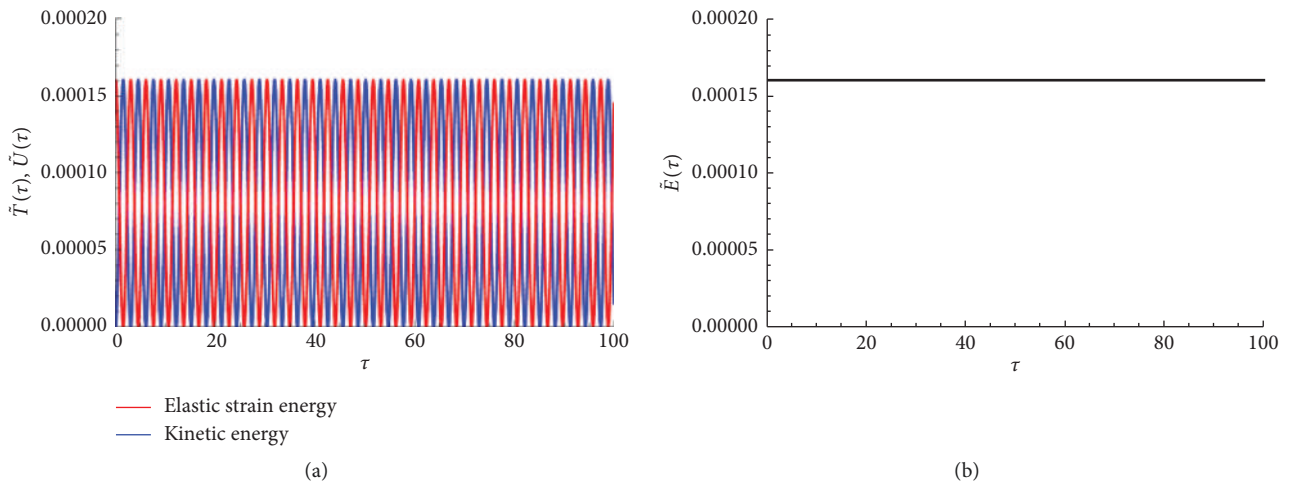 0.00020
0.00015
0.00010
0.00005
0.00000
T̃(τ), Ũ(τ)
0 20 40 60 80 100
τ
Elastic strain energy
Kinetic energy
(a)
0.00020
0.00015
0.00010
0.00005
0.00000
Ẽ(τ)
0 20 40 60 80 100
τ
(b)